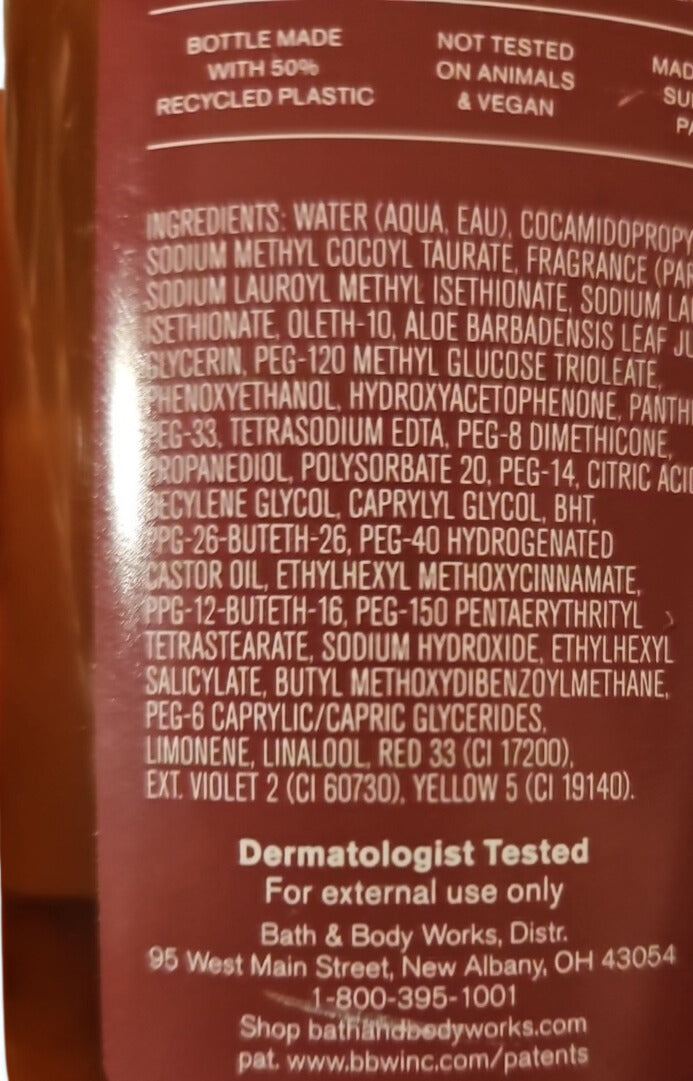 BOTTLE MADE
WITH 50%
RECYCLED PLASTIC
NOT TESTED
ON ANIMALS
& VEGAN
INGREDIENTS: WATER (AQUA, EAU),
SODIUM METHYL COCOYL TAURATE, FRAGRANCE
SODIUM LAUROYL METHYL ISETHIONATE, SODIUM
ISETHIONATE, OLETH-10, ALOE BARBADENSIS LEAF
GLYCERIN, PEG-120 METHYL GLUCOSE TRIOLEATE,
PHENOXYETHANOL, HYDROXYACETOPHENONE,
PEG-33, TETRASODIUM EDTA, PEG-8 DIMETHICONE,
PROPANEDIOL, POLYSORBATE 20, PEG-14, CITRIC
DECYLENE GLYCOL, CAPRYLYL GLYCOL, BHT,
PPG-26-BUTETH-26, PEG-40 HYDROGENATED
CASTOR OIL, ETHYLHEXYL METHOXYCINNAMATE,
PPG-12-BUTETH-16, PEG-150 PENTAERYTHRITYL
TETRASTEARATE, SODIUM HYDROXIDE, ETHYLHEXYL
SALICYLATE, BUTYL METHOXYDIBENZOYLMETHANE,
PEG-6 CAPRYLIC/CAPRIC GLYCERIDES,
LIMONENE, LINALOOL, RED 33 (CI 17200),
EXT. VIOLET 2 (CI 60730), YELLOW 5 (CI 19140).
Dermatologist Tested
For external use only
Bath & Body Works, Distr.
95 West Main Street, New Albany, OH 43054
1-800-395-1001
Shop bathandbodyworks.com
pat. www.bbwinc.com/patents